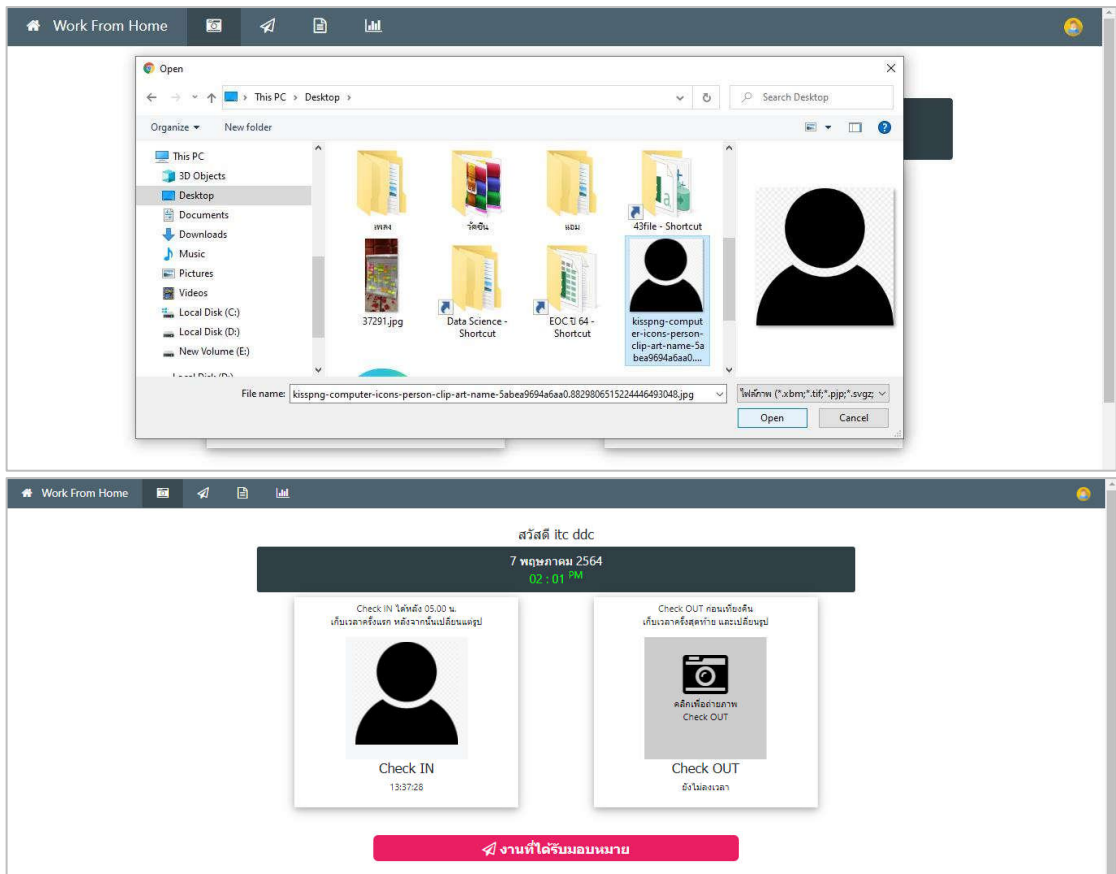 Work From Home
Open
This PC > Desktop >
Search Desktop
Organize
New folder
This PC
3D Objects
Desktop
Documents
Downloads
Music
Pictures
Videos
Local Disk (C:)
Local Disk (D:)
New Volume (E:)
เพลง
วัคซีน
แอม
43file - Shortcut
37291.jpg
Data Science -
Shortcut
EOC ปี 64 -
Shortcut
kisspng-comput
er-icons-person-
clip-art-name-5a
bea9694a6aa0....
File name:
kisspng-computer-icons-person-clip-art-name-5abea9694a6aa0.8829806515224446493048.jpg
ไฟล์ภาพ (*.xbm;*.tif;*.pjp;*.svgz;
Open
Cancel
Work From Home
สวัสดี itc ddc
7 พฤษภาคม 2564
02 : 01 PM
Check IN ได้หลัง 05.00 น.
เก็บเวลาครั้งแรก หลังจากนั้นเปลี่ยนแต่รูป
Check IN
13:37:28
Check OUT ก่อนเที่ยงคืน
เก็บเวลาครั้งสุดท้าย และเปลี่ยนรูป
คลิกเพื่อถ่ายภาพ
Check OUT
Check OUT
ยังไม่ลงเวลา
งานที่ได้รับมอบหมาย